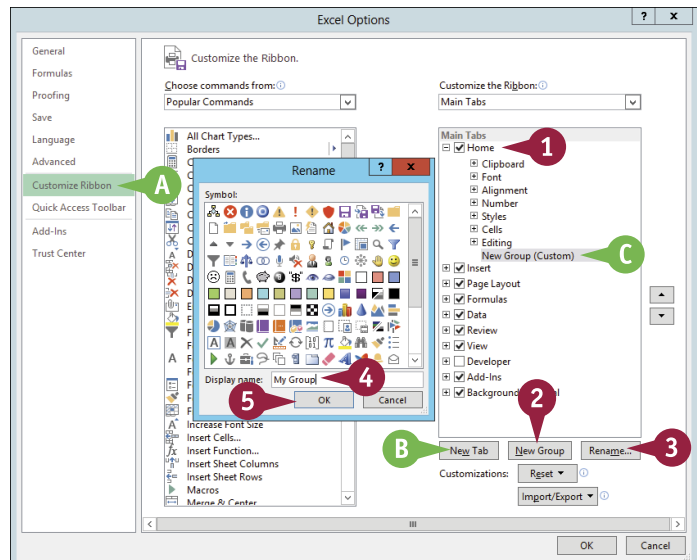 Excel Options
? x
General
Formulas
Proofing
Save
Language
Advanced
Customize Ribbon
Quick Access Toolbar
Add-Ins
Trust Center
A
Customize the Ribbon.
Choose commands from:
Popular Commands
All Chart Types...
Borders
Increase Font Size
Insert Cells...
Insert Function...
Insert Sheet Columns
Insert Sheet Rows
Macros
Merge & Center
Rename
? x
Symbol:
Display name: My Group
4
5
OK Cancel
Customize the Ribbon:
Main Tabs
Main Tabs
Home
1
Clipboard
Font
Alignment
Number
Styles
Cells
Editing
New Group (Custom)
C
Insert
Page Layout
Formulas
Data
Review
View
Developer
Add-Ins
2
B
New Tab New Group Rename...
3
Customizations: Reset
Import/Export
OK Cancel